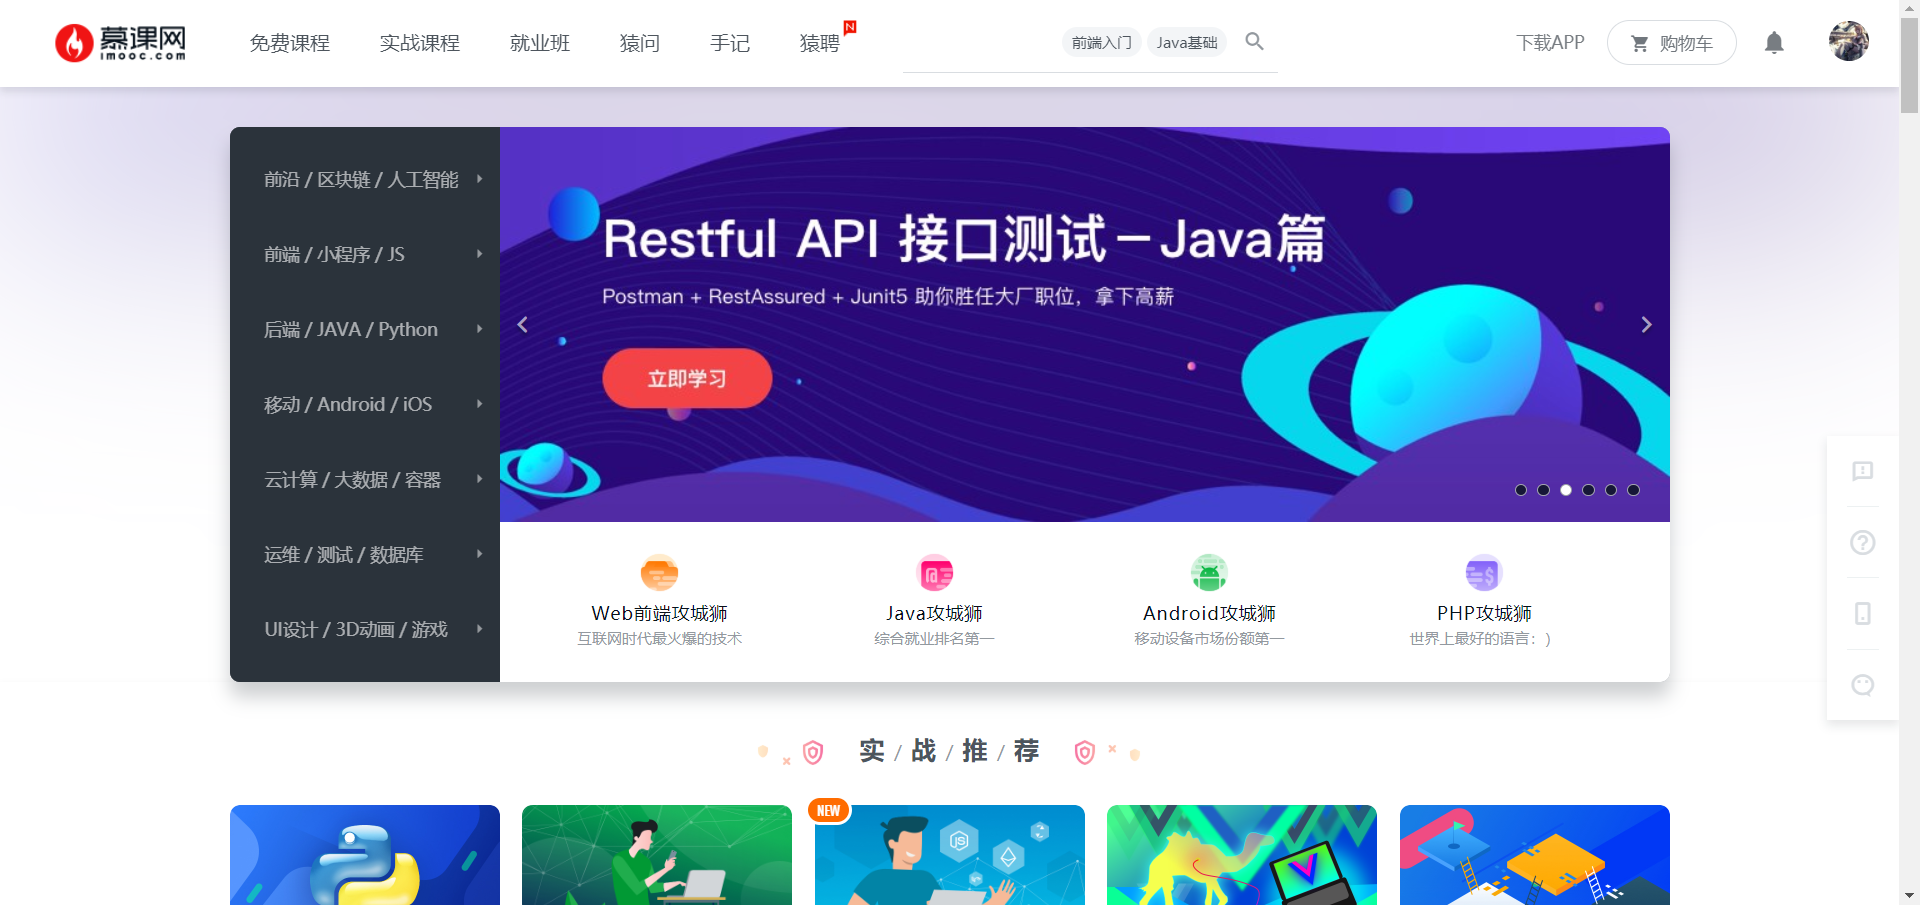 慕课网
imooc.com
免费课程
实战课程
就业班
猿问
手记
猿聘
N
前端入门
Java基础
下载APP
购物车
前沿 / 区块链 / 人工智能
前端 / 小程序 / JS
后端 / JAVA / Python
移动 / Android / iOS
云计算 / 大数据 / 容器
运维 / 测试 / 数据库
UI设计 / 3D动画 / 游戏
Restful API 接口测试－Java篇
Postman + RestAssured + Junit5 助你胜任大厂职位，拿下高薪
立即学习
Web前端攻城狮
互联网时代最火爆的技术
Java攻城狮
综合就业排名第一
Android攻城狮
移动设备市场份额第一
PHP攻城狮
世界上最好的语言：)
实 / 战 / 推 / 荐
NEW
JS